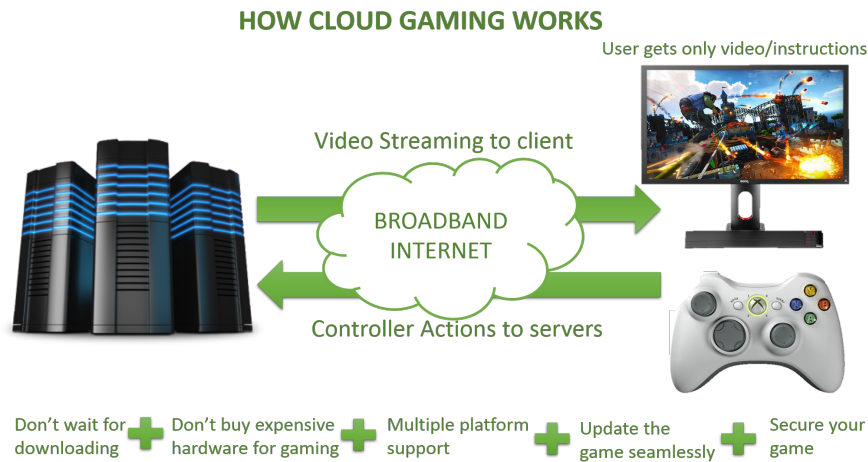 HOW CLOUD GAMING WORKS
User gets only video/instructions
Video Streaming to client
BROADBAND
INTERNET
Controller Actions to servers
Don't wait for
downloading
Don't buy expensive
hardware for gaming
Multiple platform
support
Update the
game seamlessly
Secure your
game